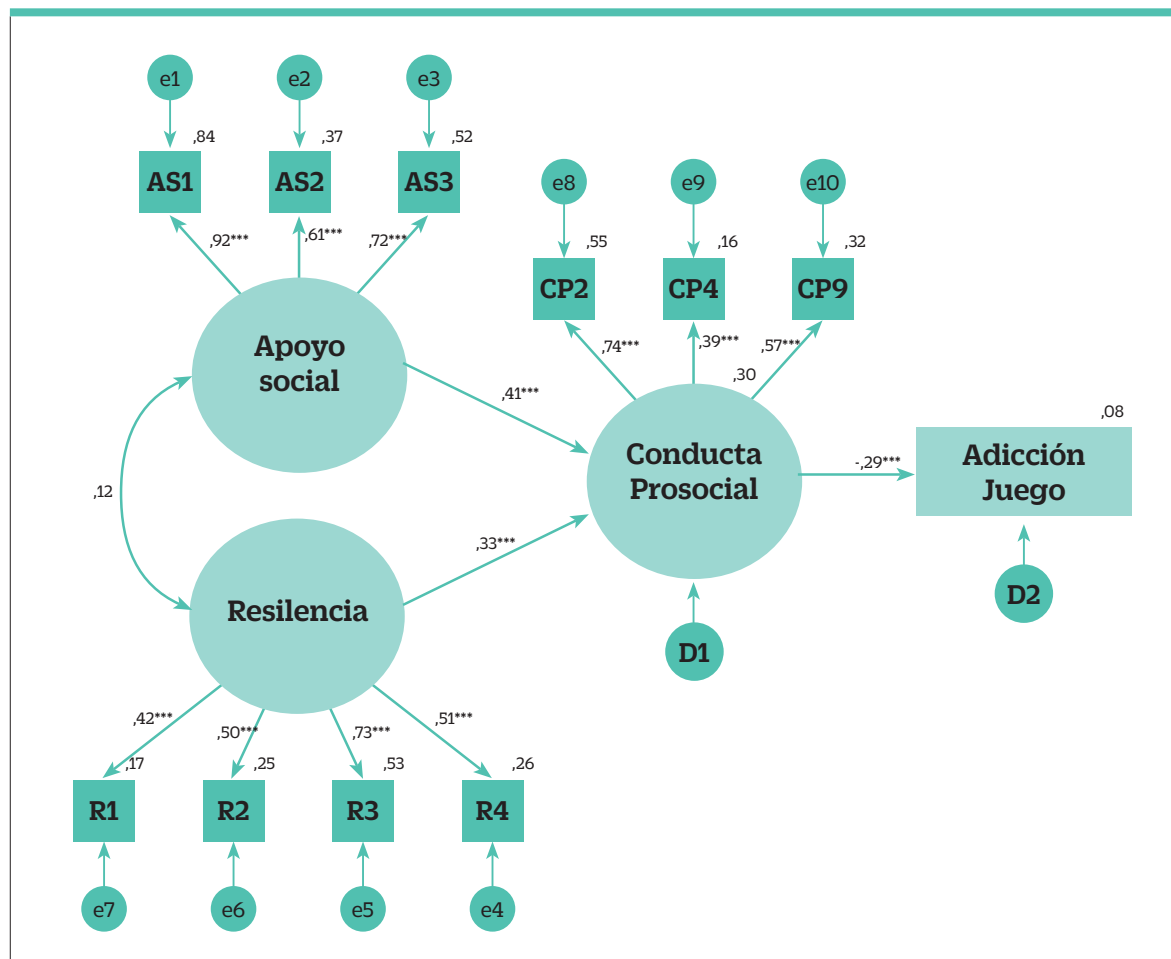 e1
e2
e3
,84
,37
,52
AS1
AS2
AS3
,92***
,61***
,72***
e8
e9
e10
,55
,16
,32
CP2
CP4
CP9
,74***
,39***
,57***
,30
Apoyo
social
,41***
Conducta
Prosocial
-,29***
,08
Adicción
Juego
,12
,33***
Resilencia
D1
D2
,42***
,50***
,73***
,51***
,17
,25
,53
,26
R1
R2
R3
R4
e7
e6
e5
e4